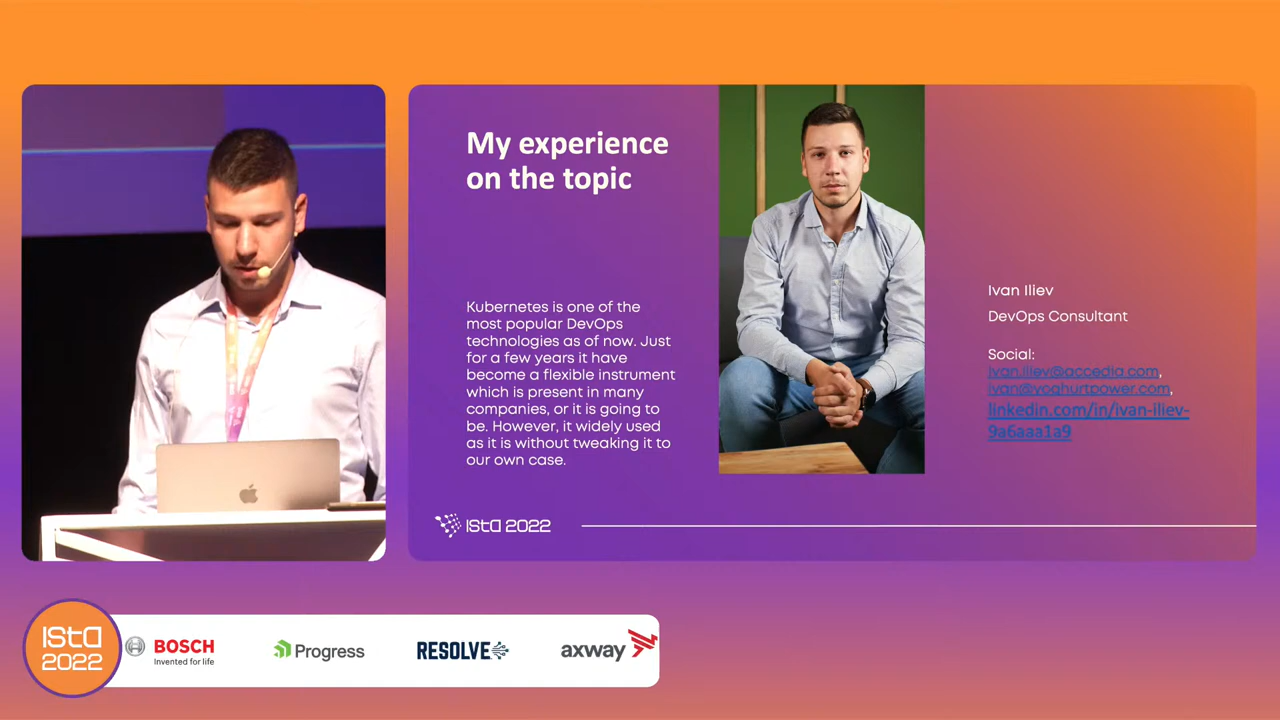 My experience
on the topic
Kubernetes is one of the
most popular DevOps
technologies as of now. Just
for a few years it have
become a flexible instrument
which is present in many
companies, or it is going to
be. However, it widely used
as it is without tweaking it to
our own case.
Ivan Iliev
DevOps Consultant
Social:
Ivan.iliev@accedia.com,
ivan@yoghurtpower.com,
linkedin.com/in/ivan-iliev-
9a6aaa1a9
ISTA 2022
ISTA
2022
BOSCH
Invented for life
Progress
RESOLVE
axway